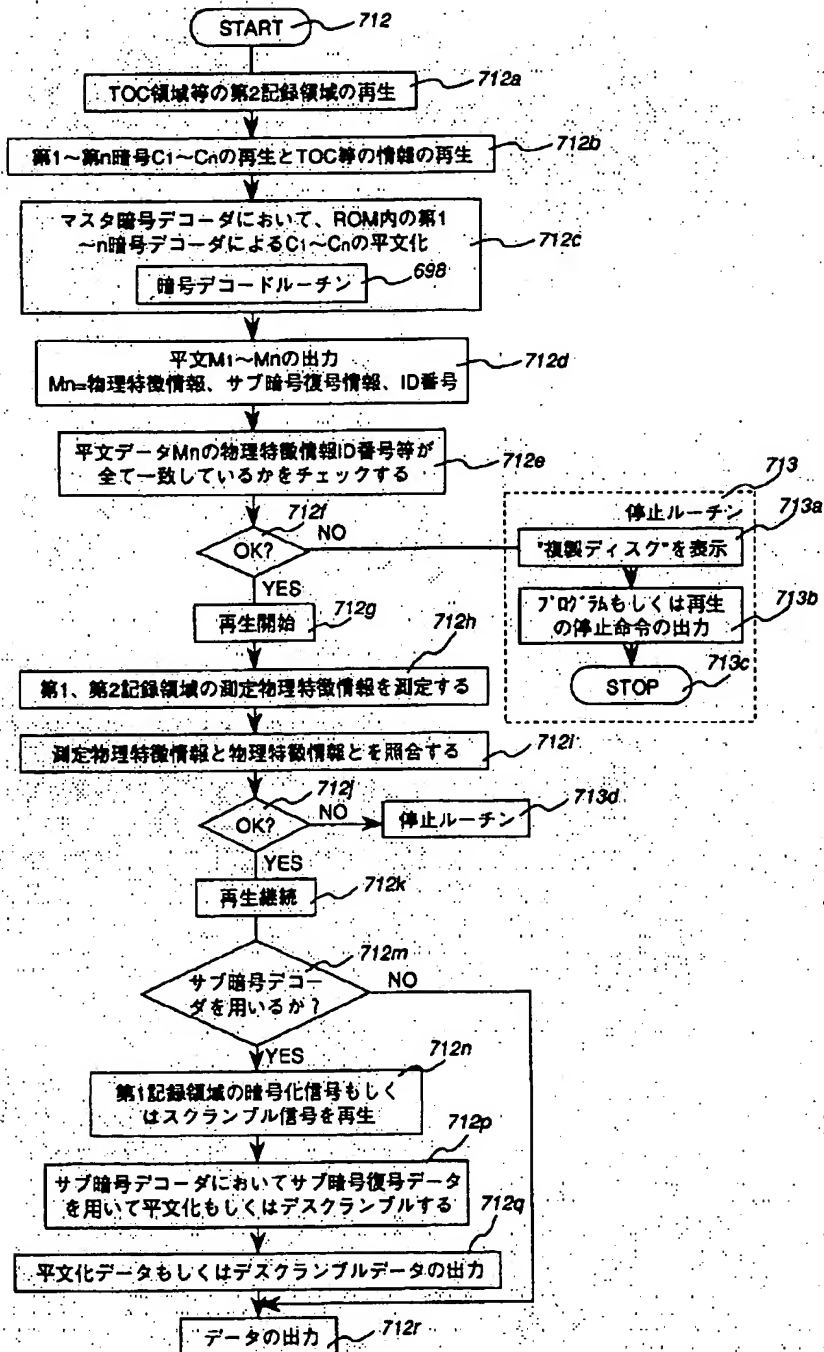 START
712
TOC領域等の第2記録領域の再生
712a
第1～第n暗号C1～Cnの再生とTOC等の情報の再生
712b
マスタ暗号デコーダにおいて、ROM内の第1
～n暗号デコーダによるC1～Cnの平文化
712c
暗号デコードルーチン
698
平文M1～Mnの出力
Mn=物理特徴情報、サブ暗号復号情報、ID番号
712d
平文データMnの物理特徴情報ID番号等が
全て一致しているかをチェックする
712e
712f
OK?
NO
YES
713
停止ルーチン
713a
"複製ディスク"を表示
プログラムもしくは再生
の停止命令の出力
713b
STOP
713c
再生開始
712g
712h
第1、第2記録領域の測定物理特徴情報を測定する
測定物理特徴情報と物理特徴情報とを照合する
712i
712j
OK?
NO
停止ルーチン
713d
YES
再生継続
712k
712m
サブ暗号デコー
ダを用いるか?
NO
YES
712n
第1記録領域の暗号化信号もしく
はスクランブル信号を再生
712p
サブ暗号デコーダにおいてサブ暗号復号データ
を用いて平文化もしくはデスクランブルする
712q
平文化データもしくはデスクランブルデータの出力
データの出力
712r